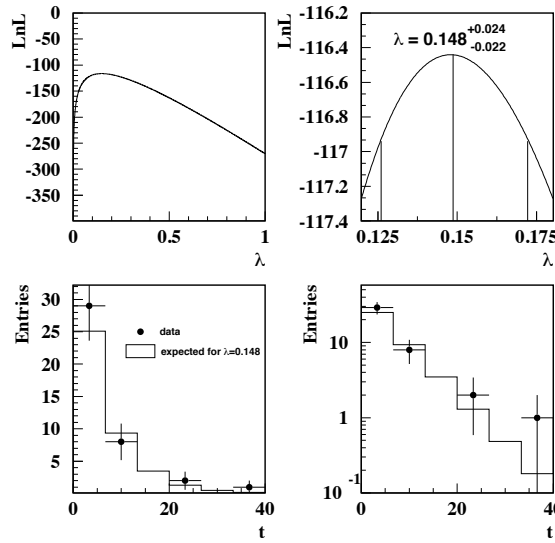 LnL
0
-50
-100
-150
-200
-250
-300
-350
0 0.5 1
λ
LnL
-116.2
-116.4
-116.6
-116.8
-117
-117.2
-117.4
λ = 0.148 +0.024 -0.022
0.125 0.15 0.175
λ
Entries
30
25
20
15
10
5
data
expected for λ=0.148
0 20 40
t
Entries
10
1
10 -1
0 20 40
t